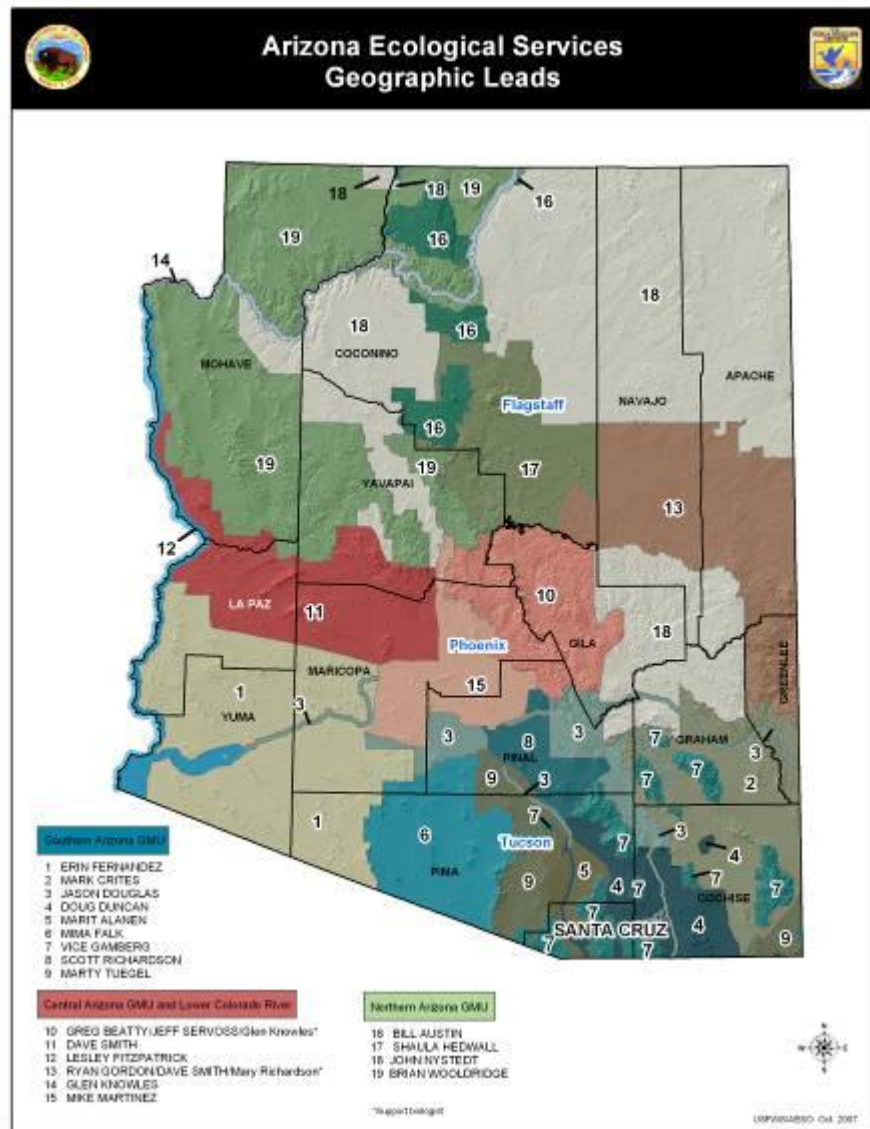 Arizona Ecological Services
Geographic Leads
18
18
19
16
19
16
14
18
18
16
MOHAVE
COCONINO
APACHE
NAVAJO
Flagstaff
16
19
19
17
YAVAPAI
13
12
10
LA PAZ
11
18
Phoenix
GILA
GREENLEE
MARICOPA
1
15
YUMA
3
3
8
3
7
GRAHAM
3
PINAL
9
3
7
7
2
1
6
7
Tucson
7
3
4
PIMA
5
7
9
4
7
7
COCHISE
7
SANTA CRUZ
4
7
7
9
Southern Arizona GMU
1 ERIN FERNANDEZ
2 MARK CRITES
3 JASON DOUGLAS
4 DOUG DUNCAN
5 MARIT ALANEN
6 MIMA FALK
7 VICE GAMBERG
8 SCOTT RICHARDSON
9 MARTY TUEGEL
Central Arizona GMU and Lower Colorado River
10 GREG BEATTY/JEFF SERVOSS/Glen Knowles*
11 DAVE SMITH
12 LESLEY FITZPATRICK
13 RYAN GORDON/DAVE SMITH/Mary Richardson*
14 GLEN KNOWLES
15 MIKE MARTINEZ
Northern Arizona GMU
16 BILL AUSTIN
17 SHAULA HEDWALL
18 JOHN NYSTEDT
19 BRIAN WOOLDRIDGE
*Support biologist
Oct. 2007